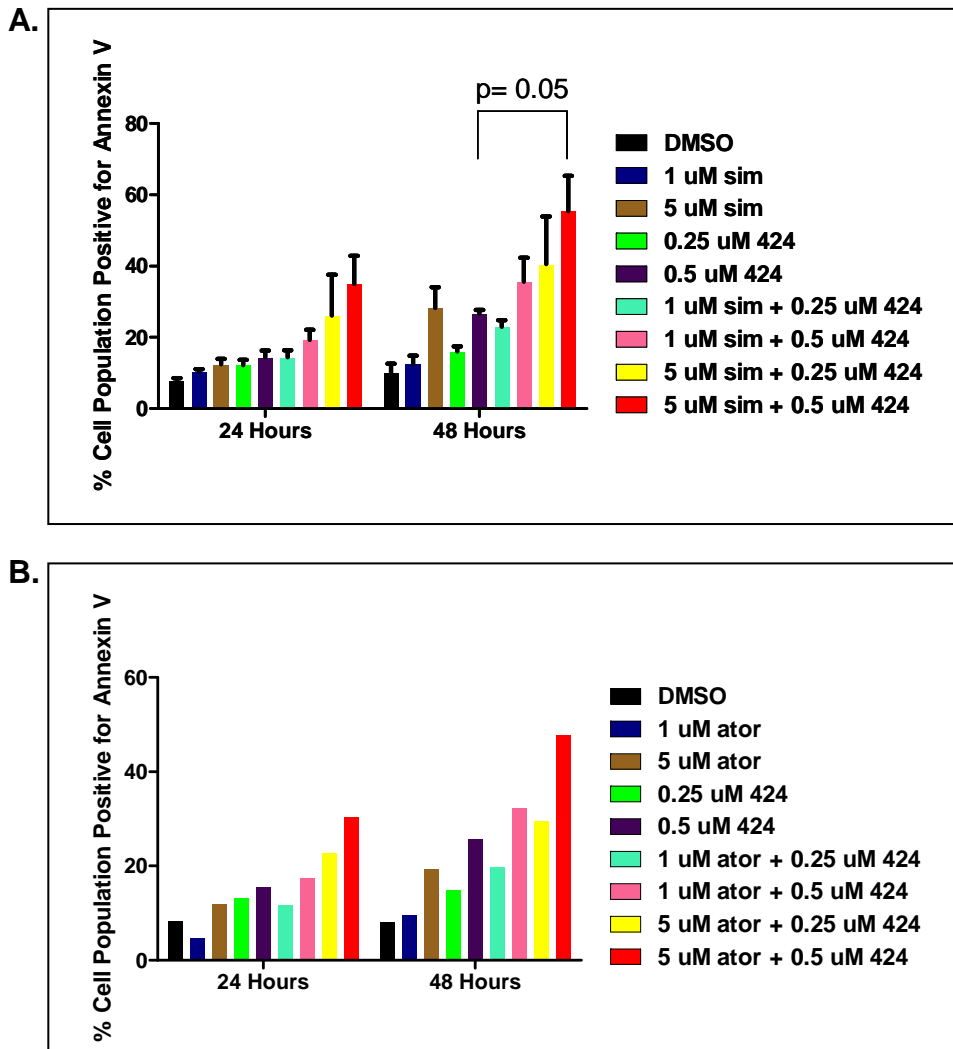 A.
% Cell Population Positive for Annexin V
p= 0.05
80
60
40
20
0
24 Hours
48 Hours
DMSO
1 uM sim
5 uM sim
0.25 uM 424
0.5 uM 424
1 uM sim + 0.25 uM 424
1 uM sim + 0.5 uM 424
5 uM sim + 0.25 uM 424
5 uM sim + 0.5 uM 424
B.
% Cell Population Positive for Annexin V
60
40
20
0
24 Hours
48 Hours
DMSO
1 uM ator
5 uM ator
0.25 uM 424
0.5 uM 424
1 uM ator + 0.25 uM 424
1 uM ator + 0.5 uM 424
5 uM ator + 0.25 uM 424
5 uM ator + 0.5 uM 424